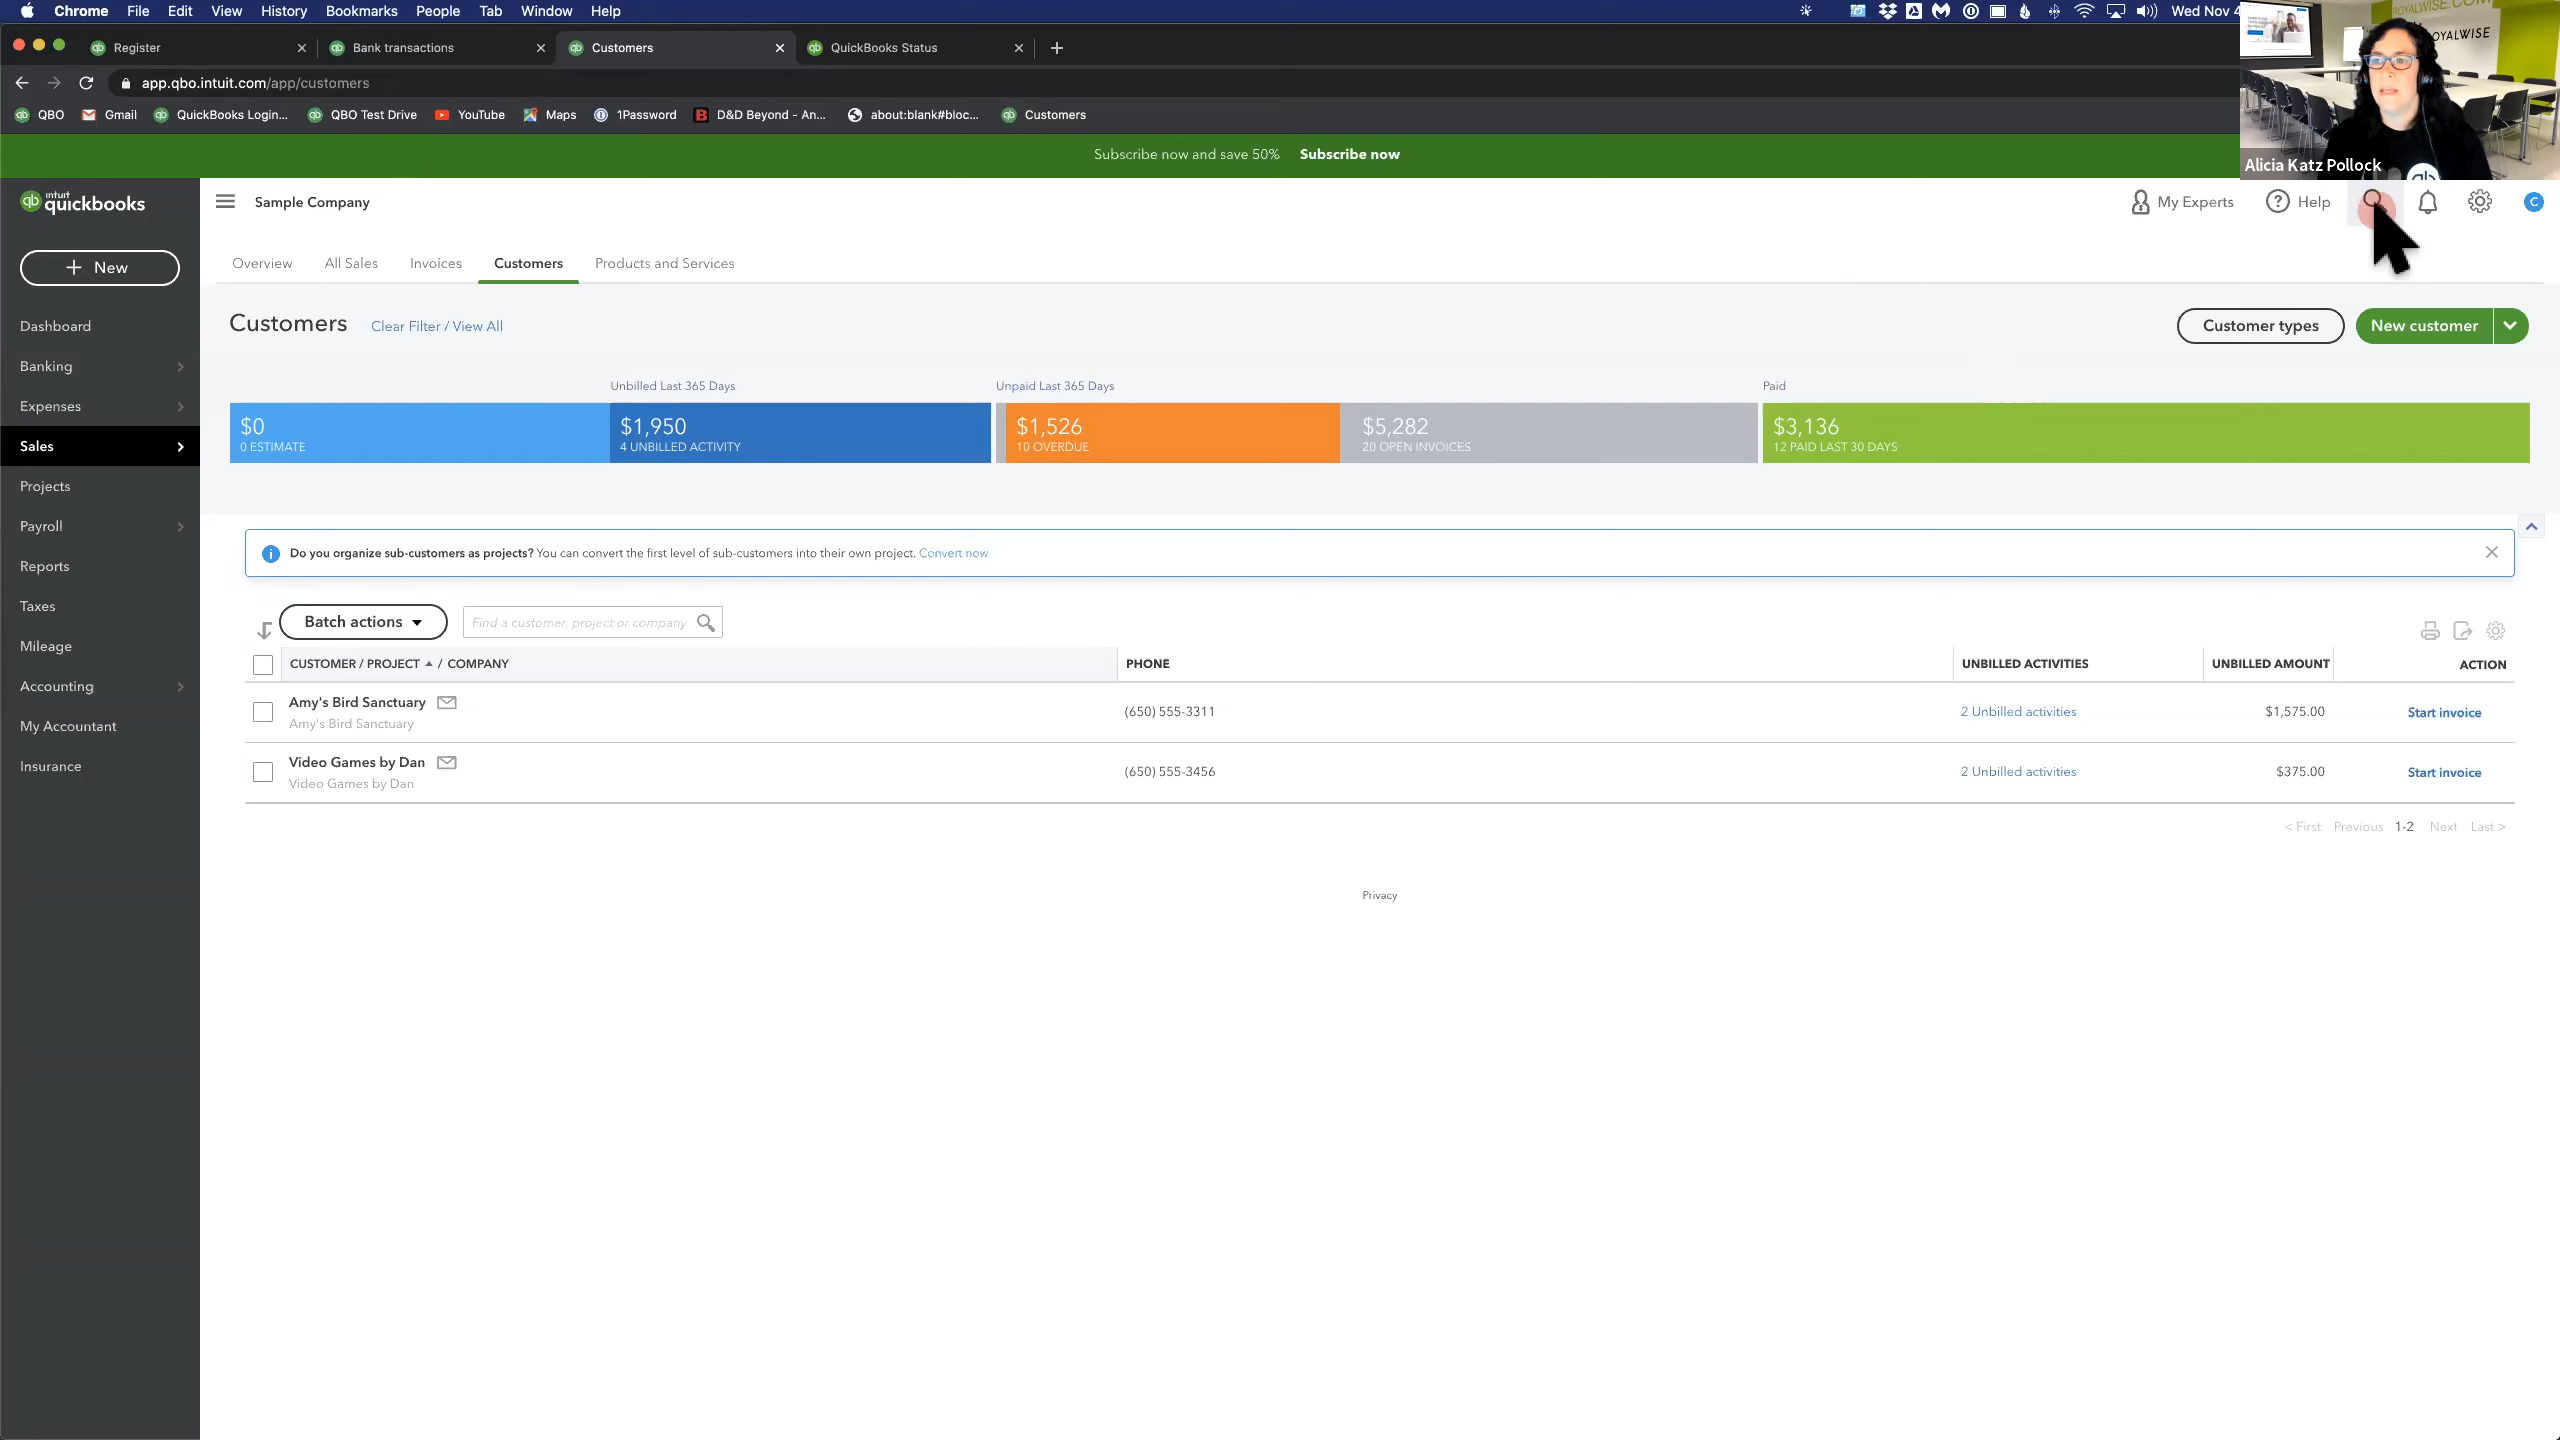 Chrome File Edit View History Bookmarks People Tab Window Help
Wed Nov 4
Register
Bank transactions
Customers
QuickBooks Status
app.qbo.intuit.com/app/customers
QBO
Gmail
QuickBooks Login...
QBO Test Drive
YouTube
Maps
1Password
D&D Beyond - An...
about:blank#bloc...
Customers
ROYALWISE.COM
ROYALWISE
Alicia Katz Pollock
Subscribe now and save 50% Subscribe now
intuit
quickbooks
Sample Company
My Experts
Help
C
+ New
Overview
All Sales
Invoices
Customers
Products and Services
Dashboard
Banking
Expenses
Sales
Projects
Payroll
Reports
Taxes
Mileage
Accounting
My Accountant
Insurance
Customers
Clear Filter / View All
Customer types
New customer
Unbilled Last 365 Days
Unpaid Last 365 Days
Paid
$0
0 ESTIMATE
$1,950
4 UNBILLED ACTIVITY
$1,526
10 OVERDUE
$5,282
20 OPEN INVOICES
$3,136
12 PAID LAST 30 DAYS
Do you organize sub-customers as projects? You can convert the first level of sub-customers into their own project. Convert now
Batch actions
Find a customer, project or company
CUSTOMER / PROJECT / COMPANY
PHONE
UNBILLED ACTIVITIES
UNBILLED AMOUNT
ACTION
Amy's Bird Sanctuary
Amy's Bird Sanctuary
(650) 555-3311
2 Unbilled activities
$1,575.00
Start invoice
Video Games by Dan
Video Games by Dan
(650) 555-3456
2 Unbilled activities
$375.00
Start invoice
< First Previous 1-2 Next Last >
Privacy